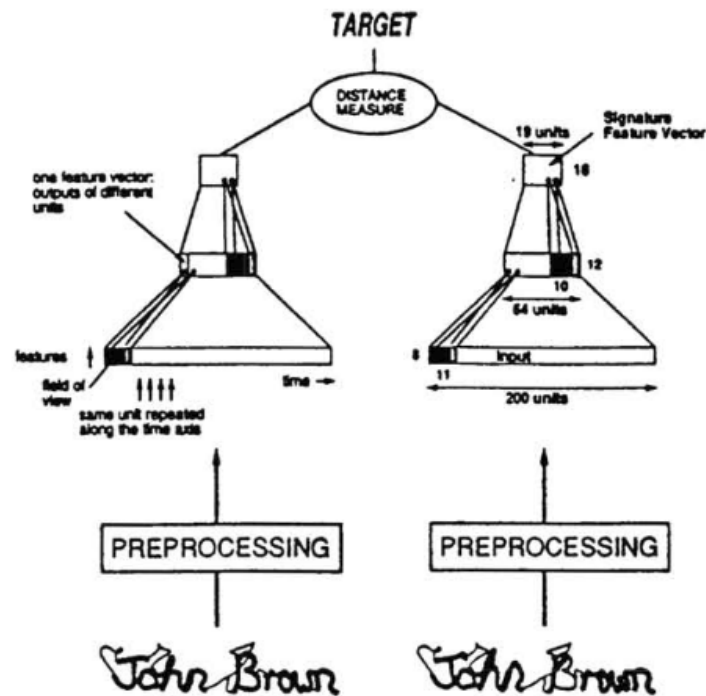 TARGET
DISTANCE
MEASURE
19 units
Signature
Feature Vector
one feature vector:
outputs of different
units
16
12
10
64 units
features
field of
view
time
8
11
Input
200 units
same unit repeated
along the time axis
PREPROCESSING
PREPROCESSING
John Brown
John Brown